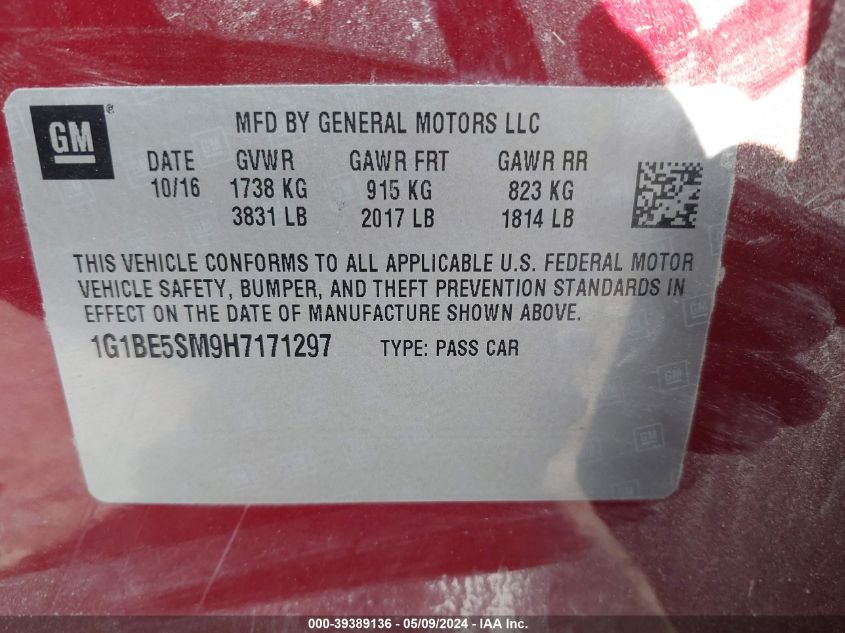 GM ®
MFD BY GENERAL MOTORS LLC
DATE GVWR GAWR FRT GAWR RR
10/16 1738 KG 915 KG 823 KG
3831 LB 2017 LB 1814 LB
THIS VEHICLE CONFORMS TO ALL APPLICABLE U.S. FEDERAL MOTOR
VEHICLE SAFETY, BUMPER, AND THEFT PREVENTION STANDARDS IN
EFFECT ON THE DATE OF MANUFACTURE SHOWN ABOVE.
1G1BE5SM9H7171297 TYPE: PASS CAR
GM
000-39389136 - 05/09/2024 - IAA Inc.